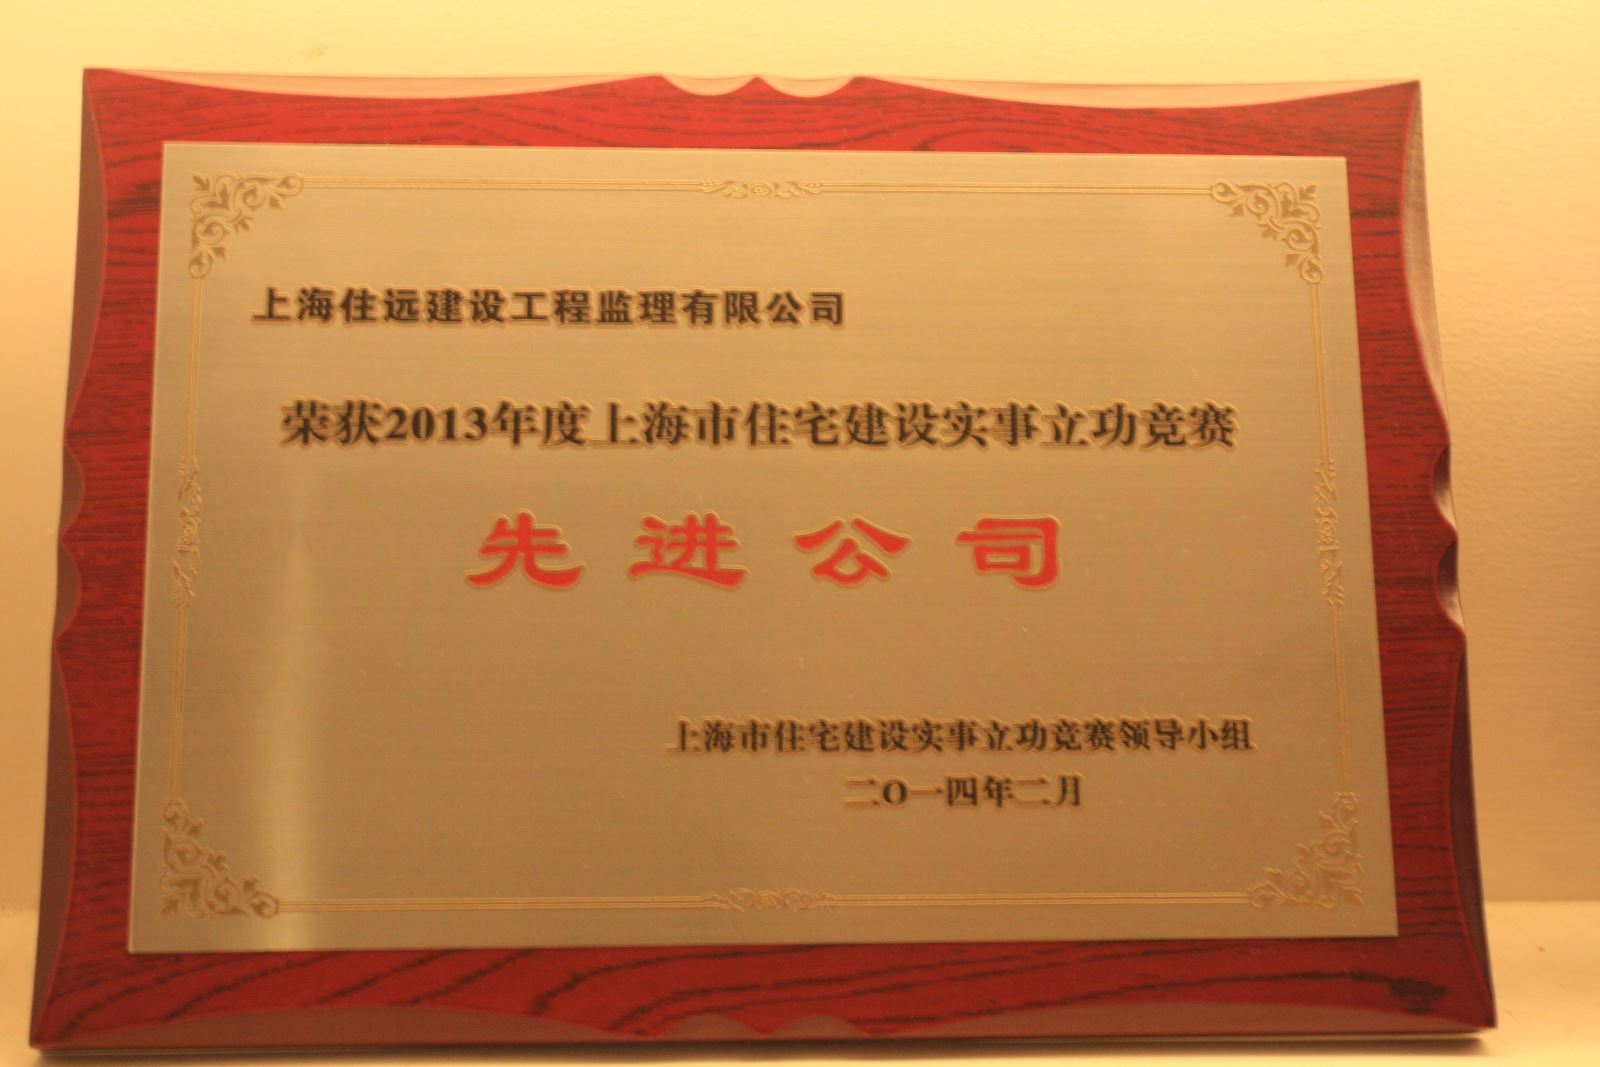 上海住远建设工程监理有限公司
荣获2013年度上海市住宅建设实事立功竞赛
先进公司
上海市住宅建设实事立功竞赛领导小组
二O一四年二月